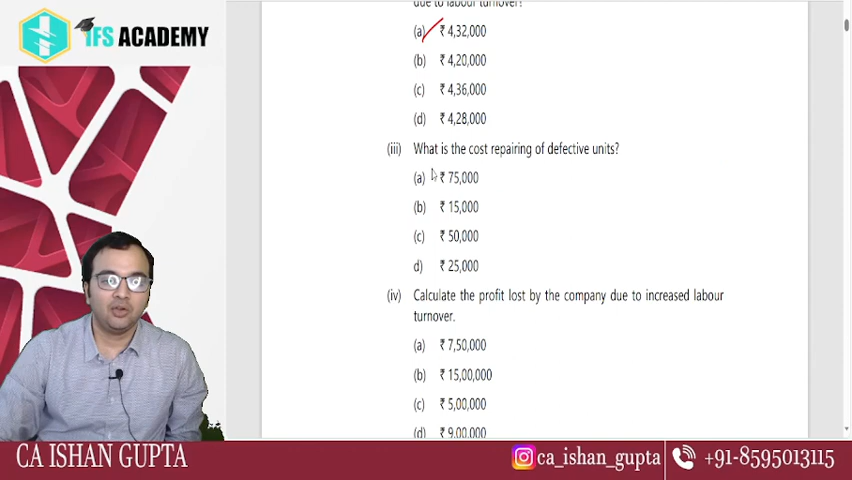 IFS ACADEMY
due to labour turnover?
(a) ₹ 4,32,000
(b) ₹ 4,20,000
(c) ₹ 4,36,000
(d) ₹ 4,28,000
(iii) What is the cost repairing of defective units?
(a) ₹ 75,000
(b) ₹ 15,000
(c) ₹ 50,000
d) ₹ 25,000
(iv) Calculate the profit lost by the company due to increased labour
turnover.
(a) ₹ 7,50,000
(b) ₹ 15,00,000
(c) ₹ 5,00,000
(d) ₹ 9,00,000
CA ISHAN GUPTA
ca_ishan_gupta
+91-8595013115